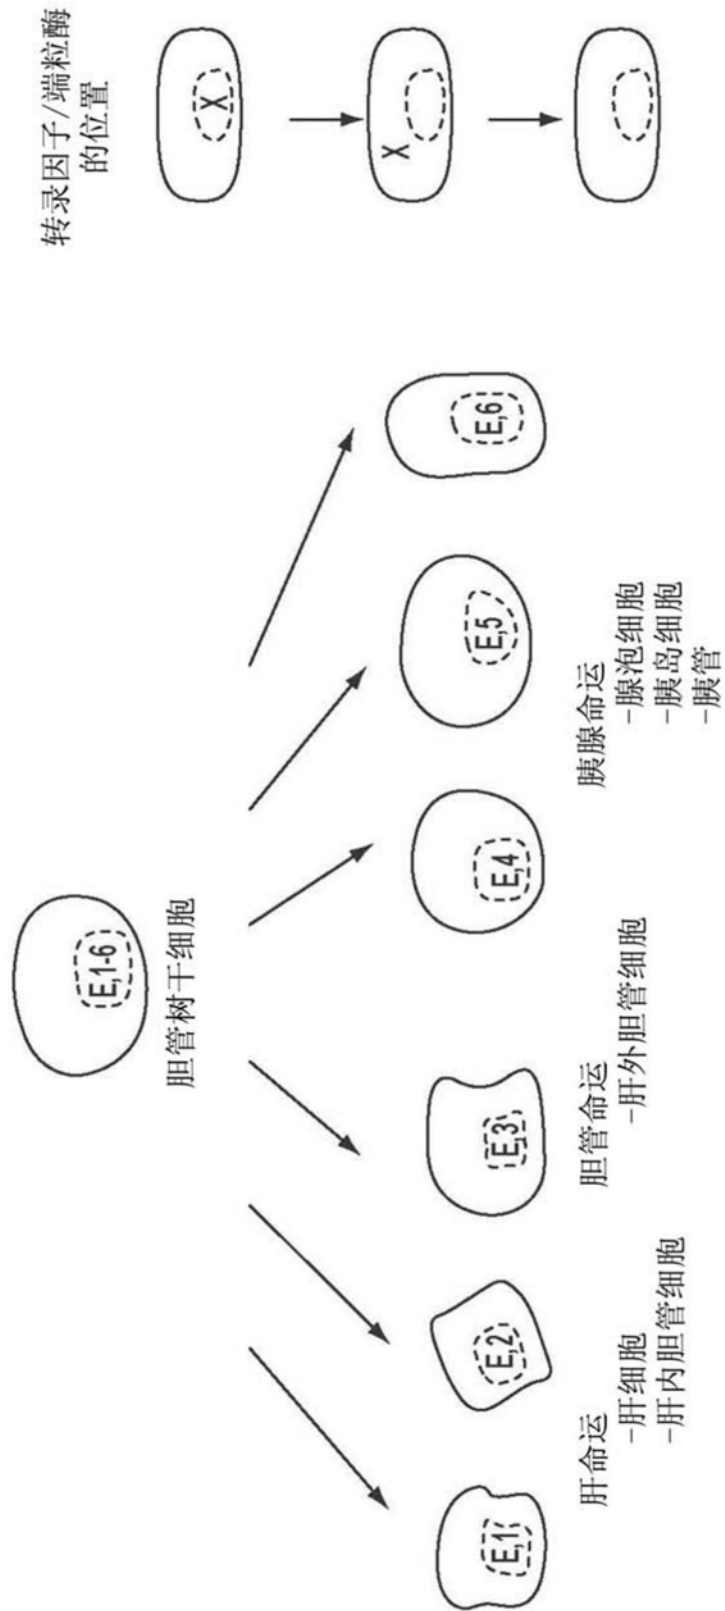 E,1-6
胆管树干细胞
E,1
E,2
E,3
E,4
E,5
E,6
肝命运
-肝细胞
-肝内胆管细胞
胆管命运
-肝外胆管细胞
胰腺命运
-腺泡细胞
-胰岛细胞
-胰管
转录因子/端粒酶
的位置
X
X